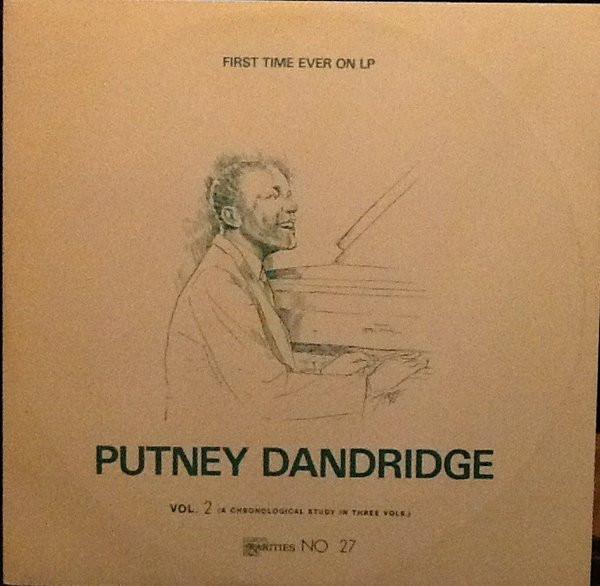 FIRST TIME EVER ON LP
PUTNEY DANDRIDGE
VOL. 2 (A CHRONOLOGICAL STUDY IN THREE VOLS.)
RARITIES NO 27